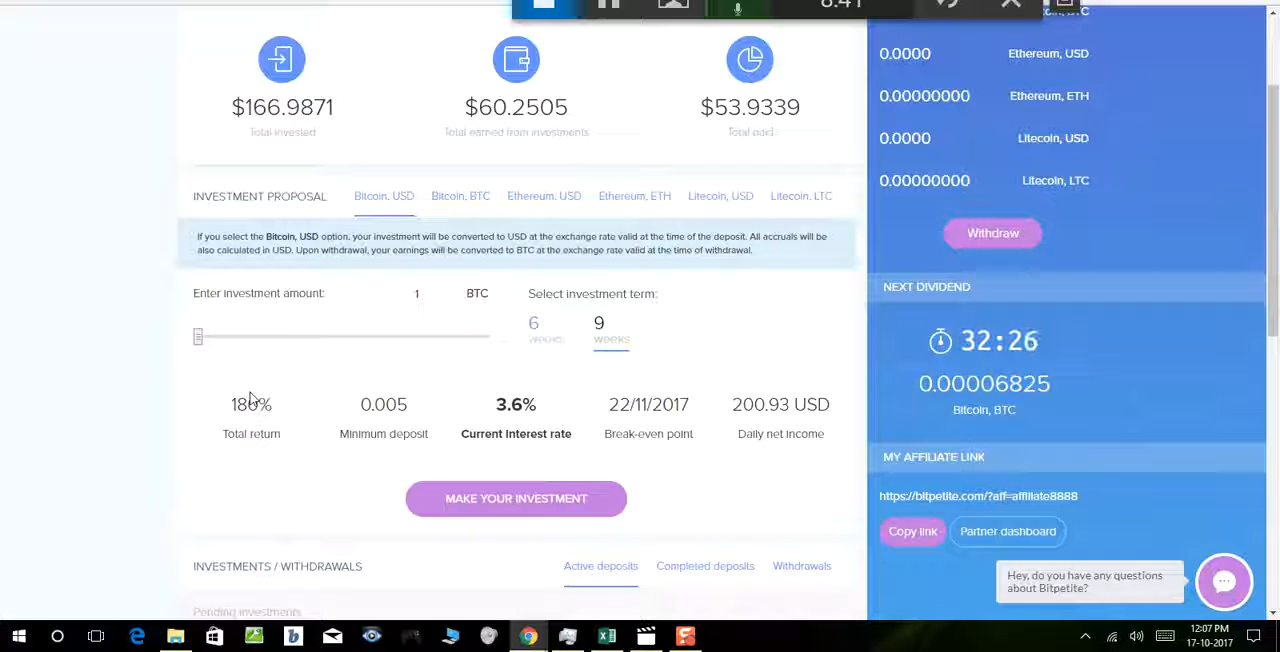 8:41
0.0000 Ethereum, USD
0.00000000 Ethereum, ETH
0.0000 Litecoin, USD
0.00000000 Litecoin, LTC
Withdraw
$166.9871 $60.2505 $53.9339
Total invested Total earned from investments Total paid
INVESTMENT PROPOSAL Bitcoin, USD Bitcoin, BTC Ethereum, USD Ethereum, ETH Litecoin, USD Litecoin, LTC
If you select the Bitcoin, USD option, your investment will be converted to USD at the exchange rate valid at the time of the deposit. All accruals will be
also calculated in USD. Upon withdrawal, your earnings will be converted to BTC at the exchange rate valid at the time of withdrawal.
Enter investment amount: 1 BTC Select investment term:
6 9
weeks weeks
180% 0.005 3.6% 22/11/2017 200.93 USD
Total return Minimum deposit Current interest rate Break-even point Daily net income
MAKE YOUR INVESTMENT
INVESTMENTS / WITHDRAWALS Active deposits Completed deposits Withdrawals
Pending investments
NEXT DIVIDEND
32:26
0.00006825
Bitcoin, BTC
MY AFFILIATE LINK
https://bitpetite.com/?aff=affiliate8888
Copy link Partner dashboard
Hey, do you have any questions
about Bitpetite?
12:07 PM
17-10-2017